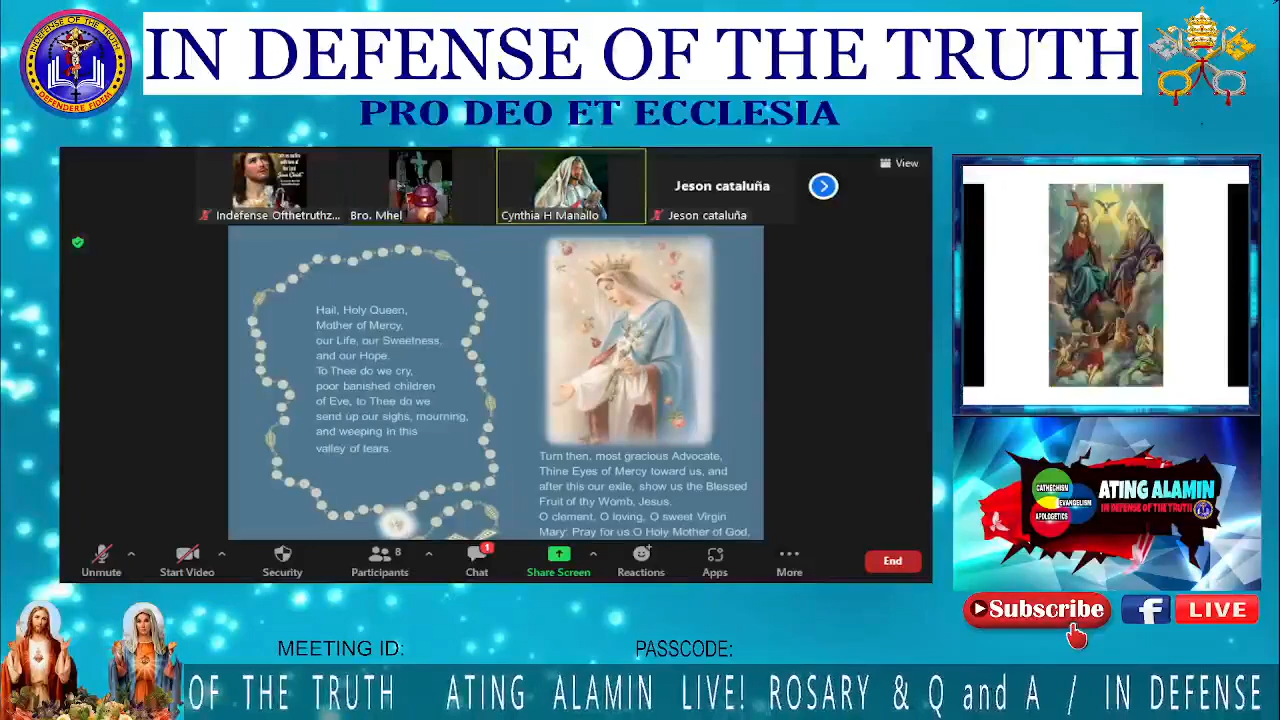 INDEFENSE OF THE TRUTH
DEFENDERE FIDEM
IN DEFENSE OF THE TRUTH
PRO DEO ET ECCLESIA
View
Jeson cataluña
Indefense Ofthetruthz...
Bro. Mhel
Cynthia H Manallo
Jeson cataluña
Hail, Holy Queen,
Mother of Mercy,
our Life, our Sweetness,
and our Hope.
To Thee do we cry,
poor banished children
of Eve, to Thee do we
send up our sighs, mourning,
and weeping in this
valley of tears.
Turn then, most gracious Advocate,
Thine Eyes of Mercy toward us, and
after this our exile, show us the Blessed
Fruit of thy Womb, Jesus.
O clement, O loving, O sweet Virgin
Mary: Pray for us O Holy Mother of God,
Unmute
Start Video
Security
Participants
8
Chat
1
Share Screen
Reactions
Apps
More
End
CATHECHISM
EVANGELISM
APOLOGETICS
ATING ALAMIN
IN DEFENSE OF THE TRUTH
Subscribe
f
LIVE
MEETING ID:
PASSCODE:
OF THE TRUTH ATING ALAMIN LIVE! ROSARY & Q and A / IN DEFENSE